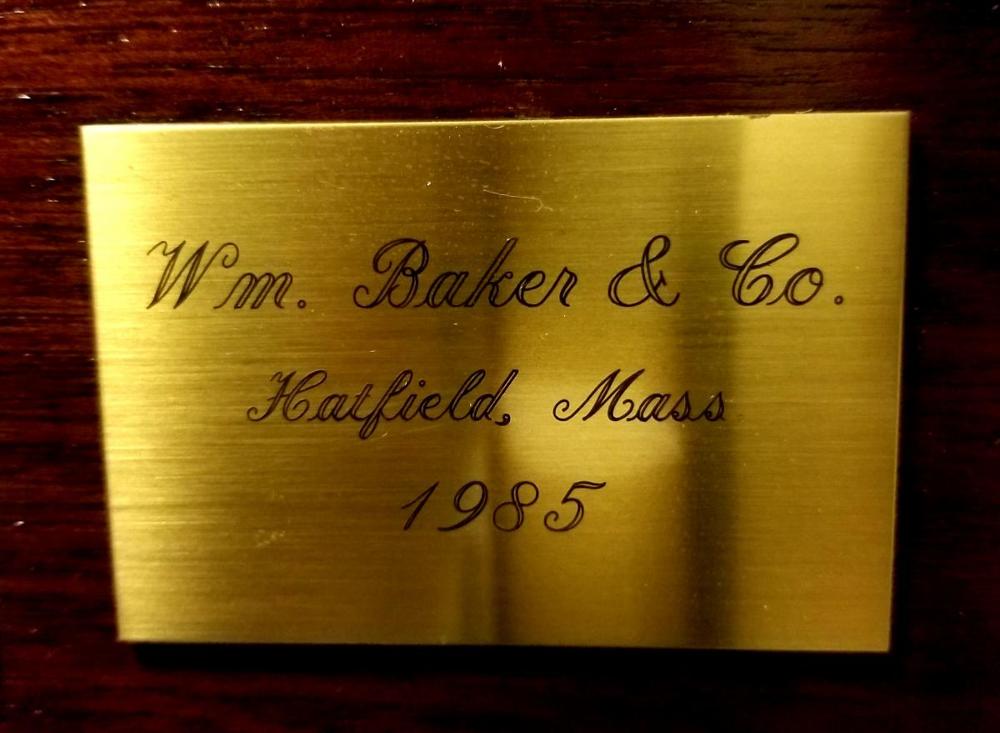 Wm. Baker & Co.
Hatfield, Mass
1985